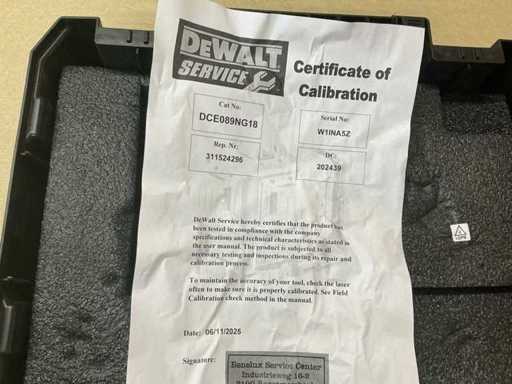 DEWALT
SERVICE
Certificate of
Calibration
Cat No:
DCE089NG18
Serial No:
W1INA5Z
Rep. Nr.
311524296
DC:
202439
DeWalt Service hereby certifies that the product has
been tested in compliance with the company
specifications and technical characteristics as stated in
the user manual. The product is subjected to all
necessary testing and inspections during its repair and
calibration process.
To maintain the accuracy of your tool, check the laser
often to make sure it is properly calibrated. See Field
Calibration check method in the manual.
Date: 06/11/2025
Signature:
Benelux Service Center
Industrieweg 16-2